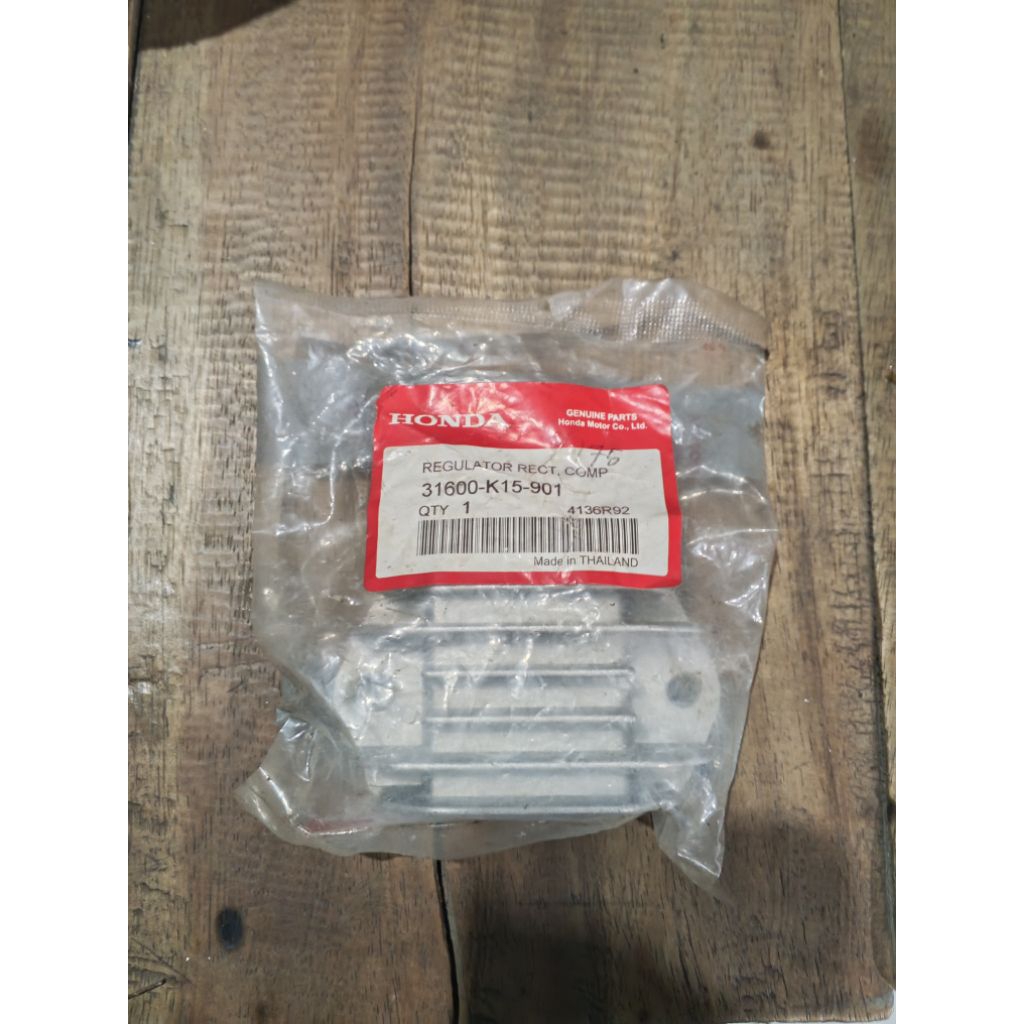 HONDA
GENUINE PARTS
Honda Motor Co., Ltd.
REGULATOR RECT, COMP
31600-K15-901
QTY 1 4136R92
Made in THAILAND